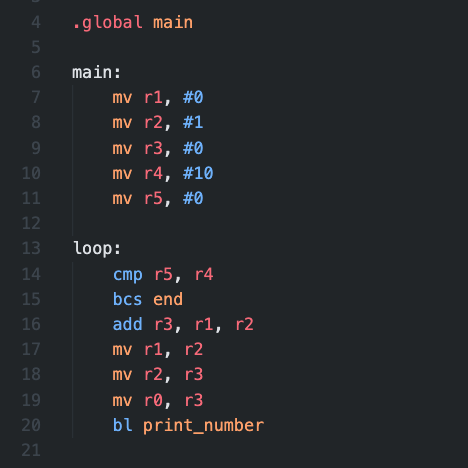 4 .global main
5
6 main:
7 mv r1, #0
8 mv r2, #1
9 mv r3, #0
10 mv r4, #10
11 mv r5, #0
12
13 loop:
14 cmp r5, r4
15 bcs end
16 add r3, r1, r2
17 mv r1, r2
18 mv r2, r3
19 mv r0, r3
20 bl print_number
21